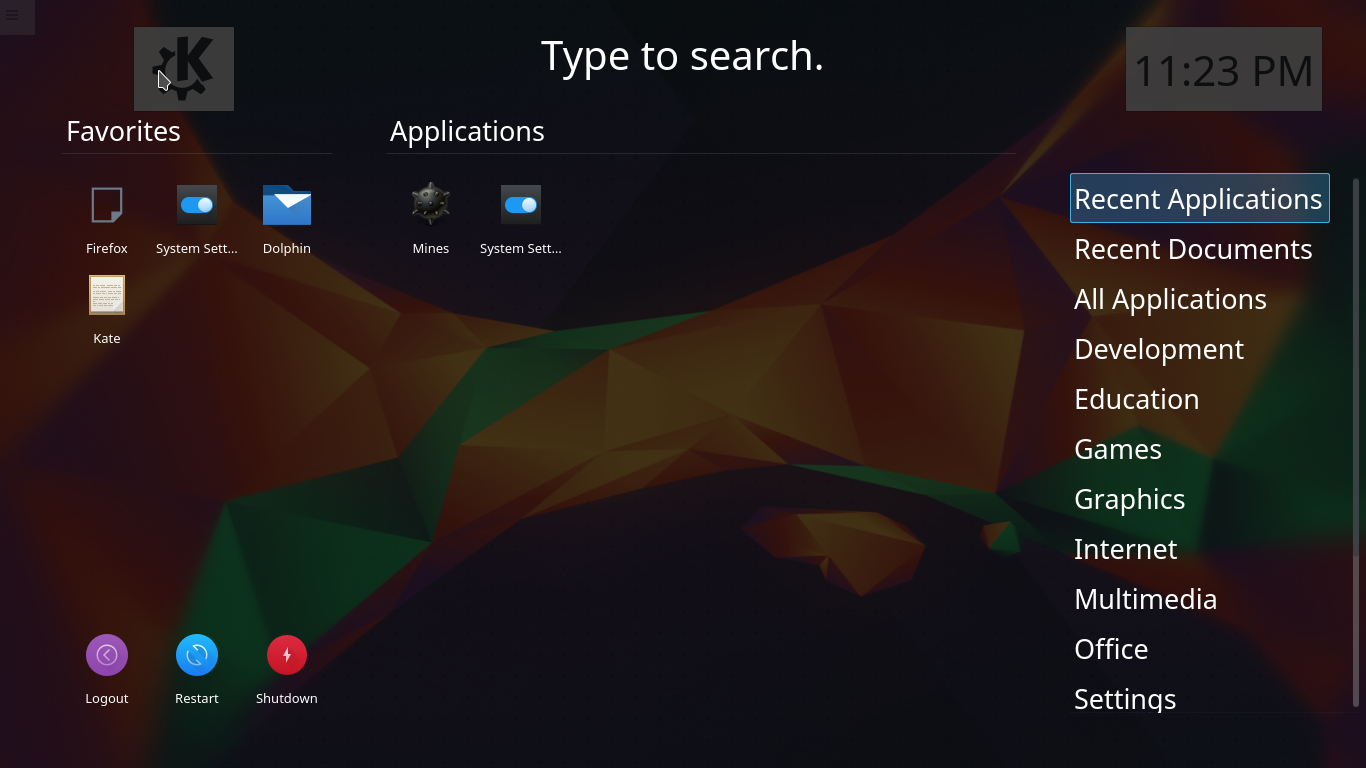 Type to search.
11:23 PM
Favorites
Applications
Firefox
System Sett...
Dolphin
Kate
Mines
System Sett...
Recent Applications
Recent Documents
All Applications
Development
Education
Games
Graphics
Internet
Multimedia
Office
Settings
Logout
Restart
Shutdown